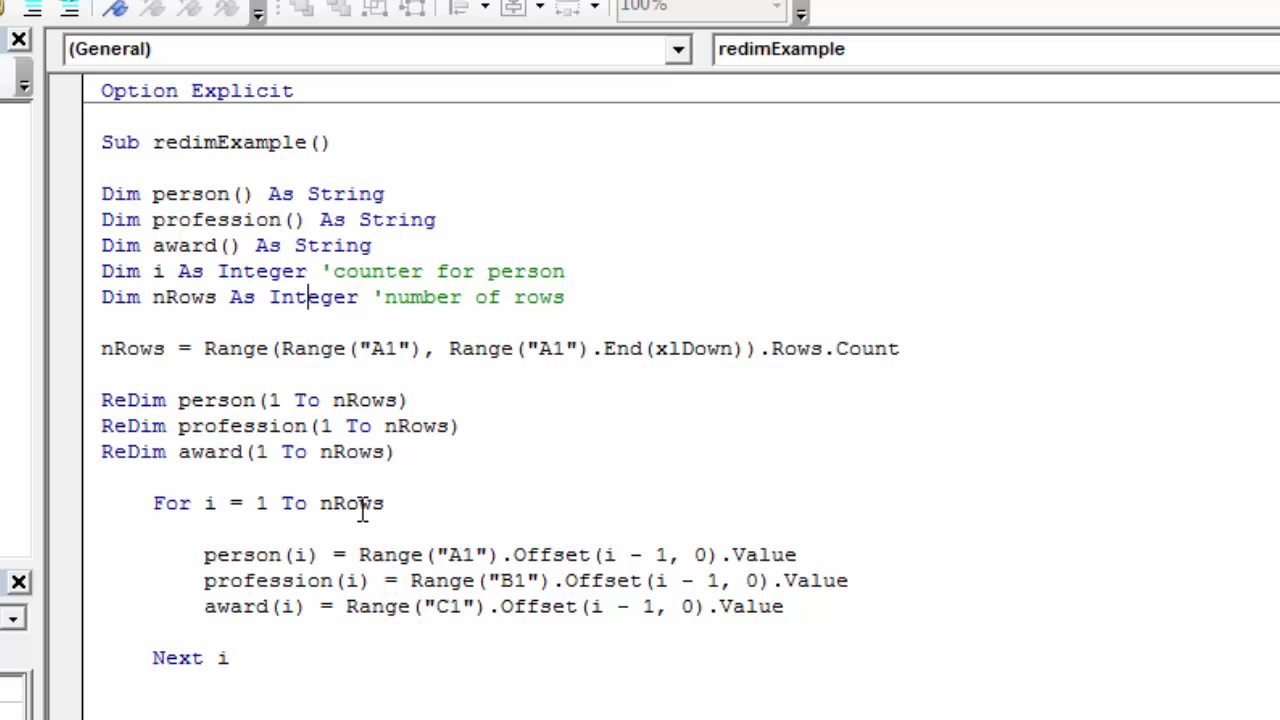 100%
(General)
redimExample
Option Explicit
Sub redimExample()
Dim person() As String
Dim profession() As String
Dim award() As String
Dim i As Integer 'counter for person
Dim nRows As Integer 'number of rows
nRows = Range(Range("A1"), Range("A1").End(xlDown)).Rows.Count
ReDim person(1 To nRows)
ReDim profession(1 To nRows)
ReDim award(1 To nRows)
For i = 1 To nRows
person(i) = Range("A1").Offset(i - 1, 0).Value
profession(i) = Range("B1").Offset(i - 1, 0).Value
award(i) = Range("C1").Offset(i - 1, 0).Value
Next i